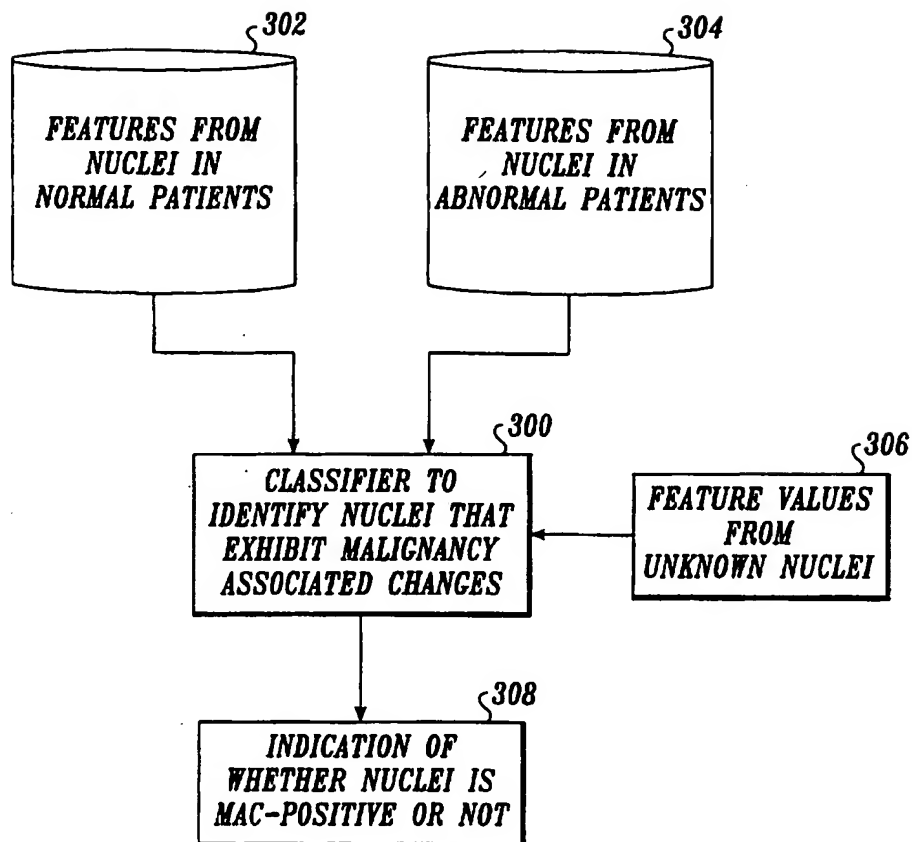 302
FEATURES FROM
NUCLEI IN
NORMAL PATIENTS
304
FEATURES FROM
NUCLEI IN
ABNORMAL PATIENTS
300
CLASSIFIER TO
IDENTIFY NUCLEI THAT
EXHIBIT MALIGNANCY
ASSOCIATED CHANGES
306
FEATURE VALUES
FROM
UNKNOWN NUCLEI
308
INDICATION OF
WHETHER NUCLEI IS
MAC-POSITIVE OR NOT